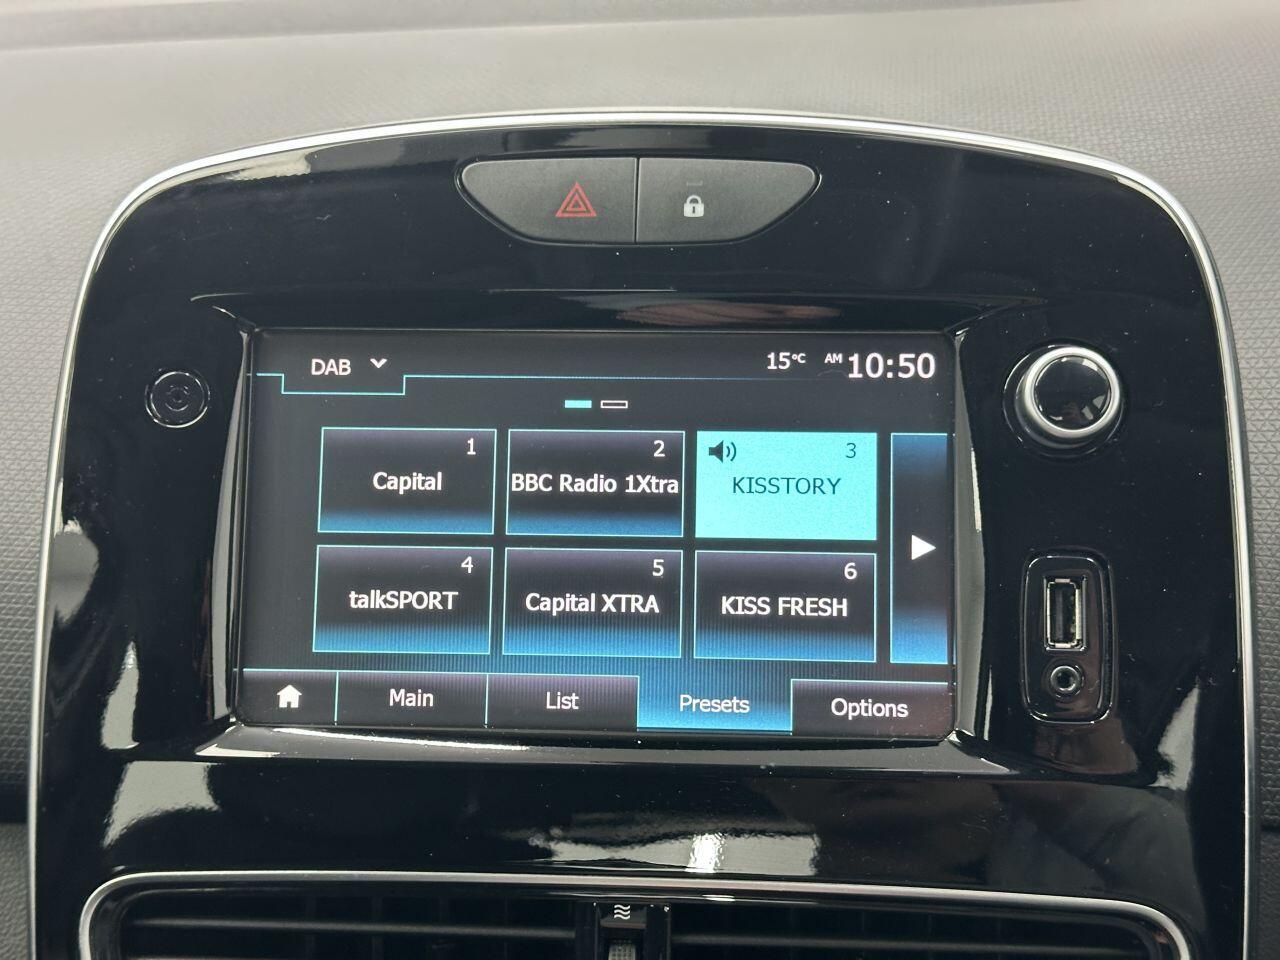 DAB
15°C AM 10:50
1
Capital
2
BBC Radio 1Xtra
3
KISSTORY
4
talkSPORT
5
Capital XTRA
6
KISS FRESH
Main
List
Presets
Options